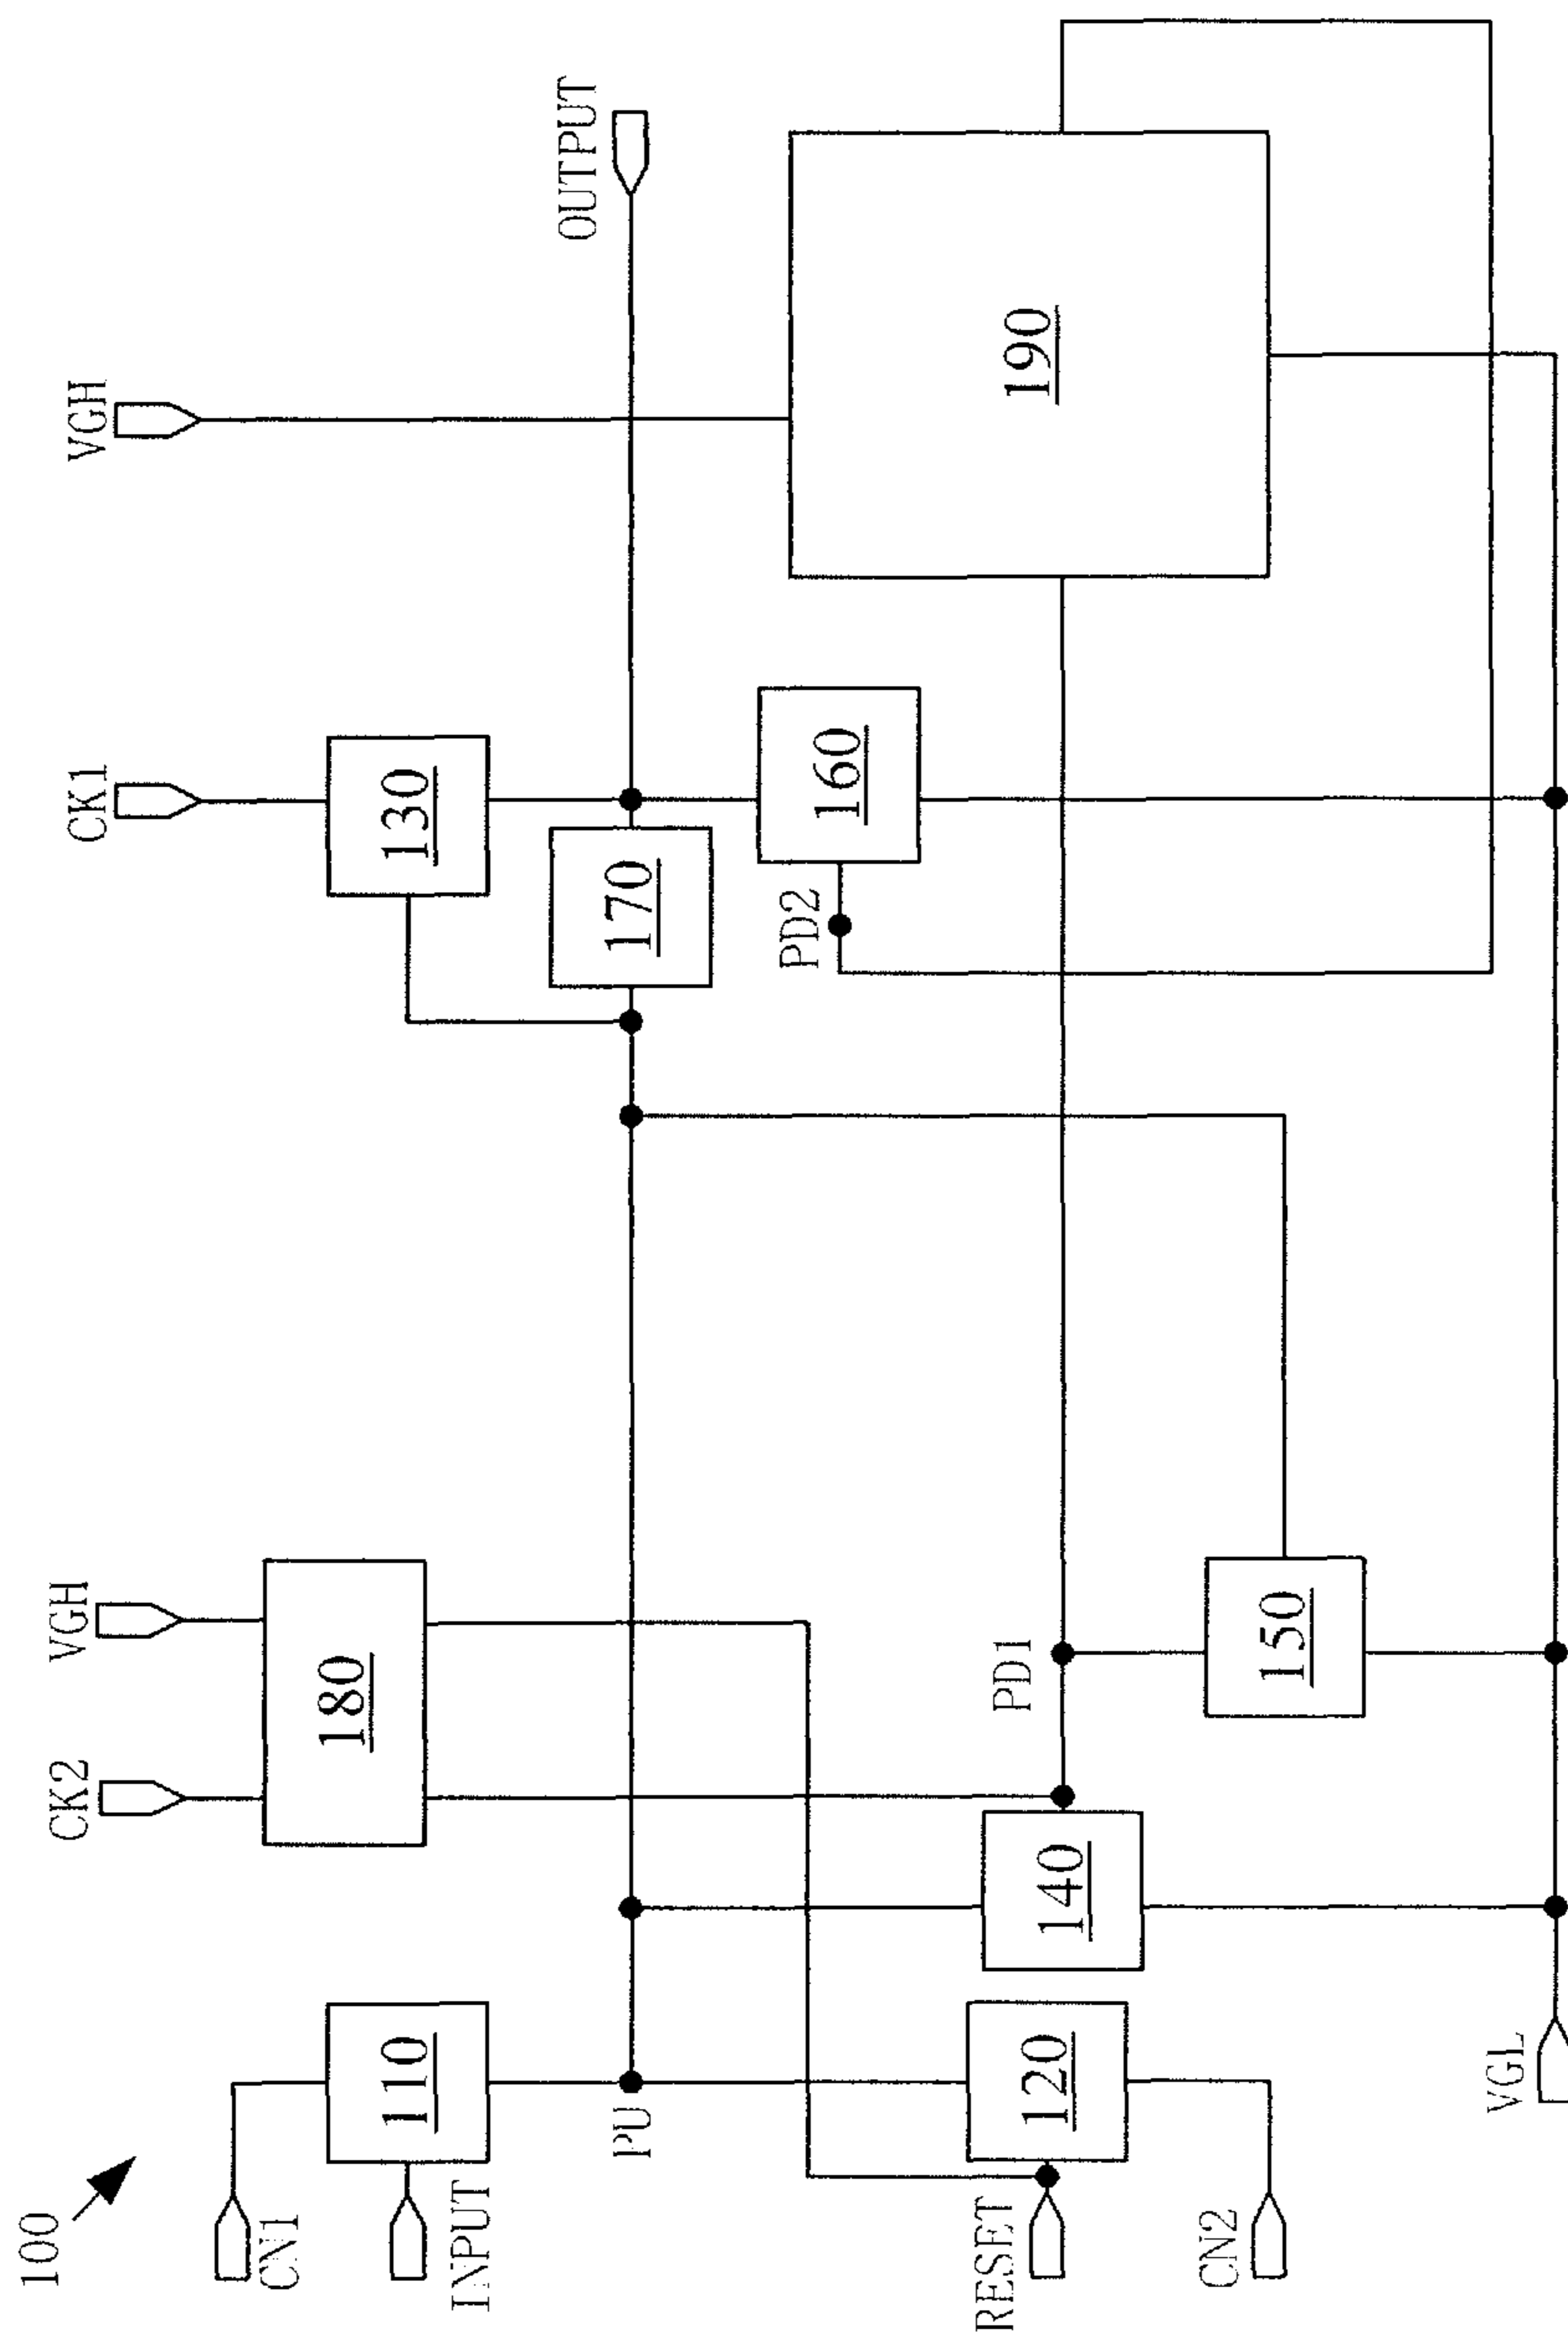 100
CN1
INPUT
110
PU
RESET
120
CN2
VGL
CK2
VGH
180
140
PD1
150
CK1
130
170
PD2
160
VGH
OUTPUT
190